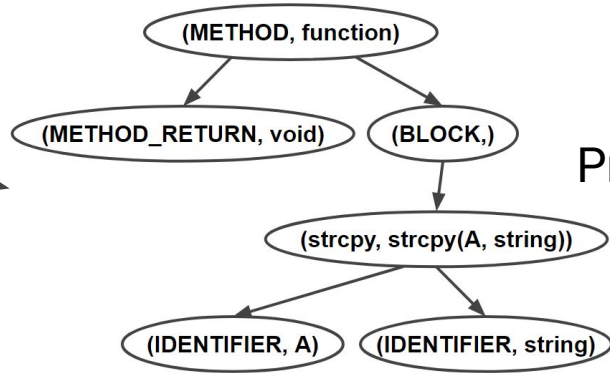 (METHOD, function)
(METHOD_RETURN, void)
(BLOCK,)
(strcpy, strcpy(A, string))
(IDENTIFIER, A)
(IDENTIFIER, string)